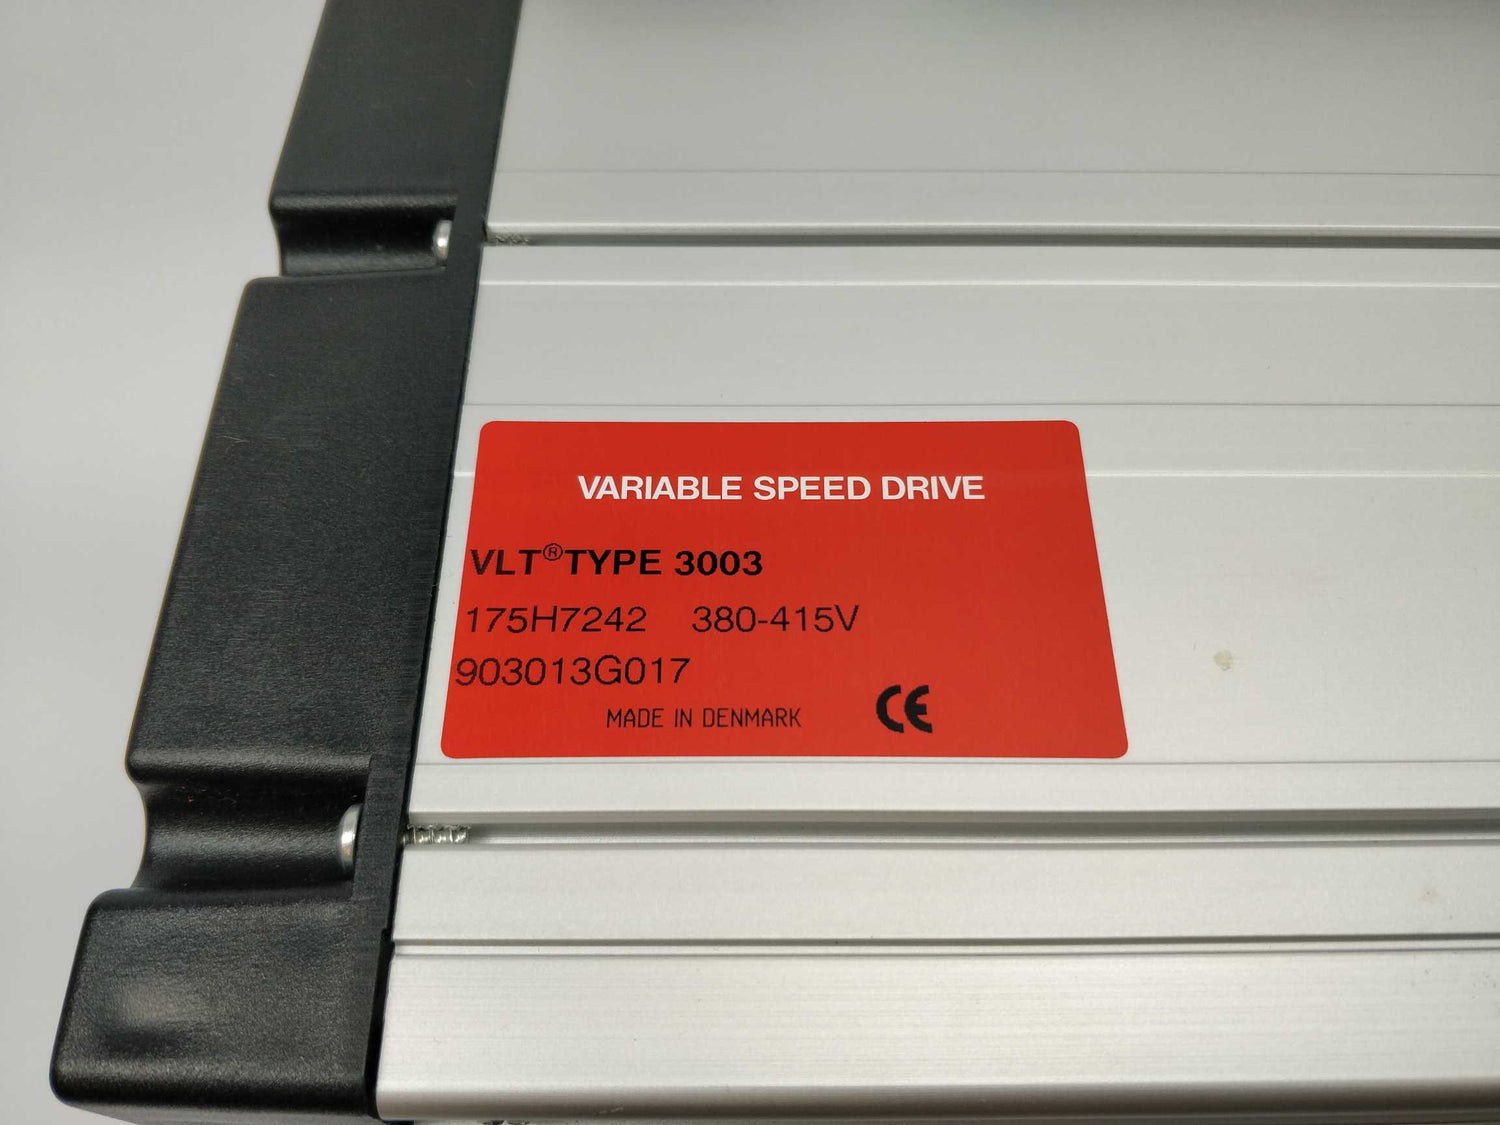 VARIABLE SPEED DRIVE
VLT® TYPE 3003
175H7242 380-415V
903013G017
MADE IN DENMARK CE